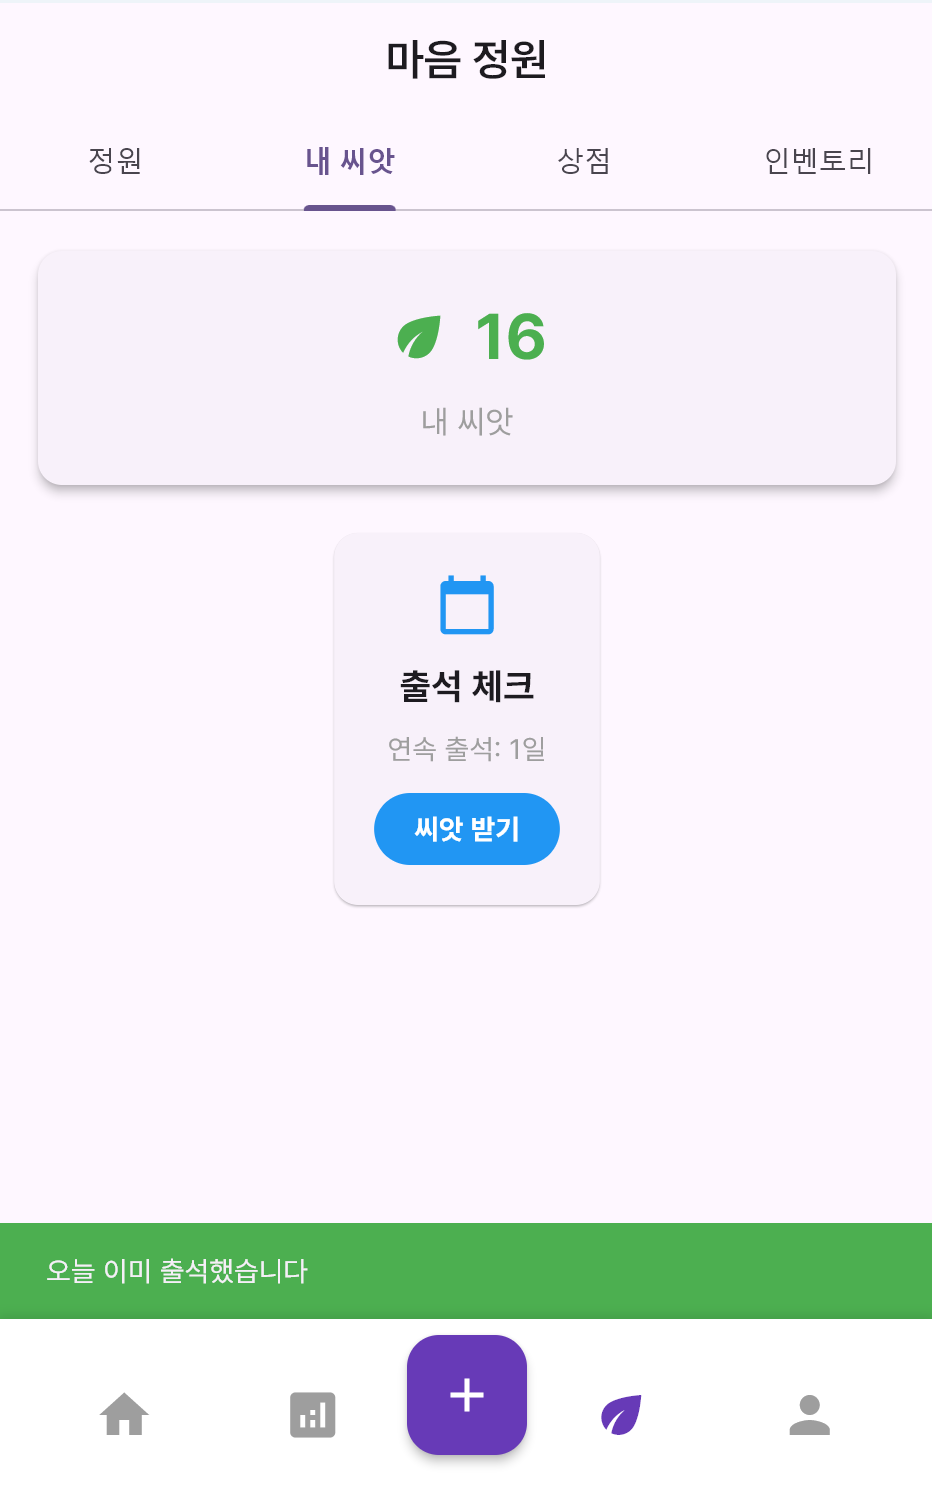 마음 정원
정원
내 씨앗
상점
인벤토리
16
내 씨앗
출석 체크
연속 출석: 1일
씨앗 받기
오늘 이미 출석했습니다